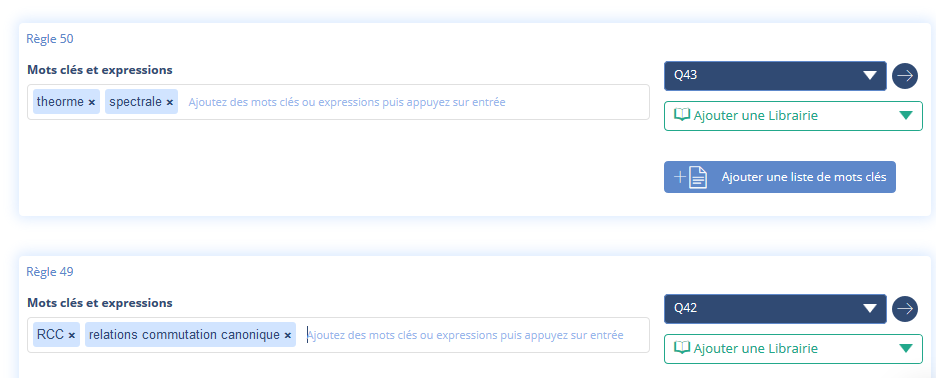 Règle 50
Mots clés et expressions
theorme × spectrale × Ajoutez des mots clés ou expressions puis appuyez sur entrée
Q43
Ajouter une Librairie
Ajouter une liste de mots clés
Règle 49
Mots clés et expressions
RCC × relations commutation canonique × Ajoutez des mots clés ou expressions puis appuyez sur entrée
Q42
Ajouter une Librairie